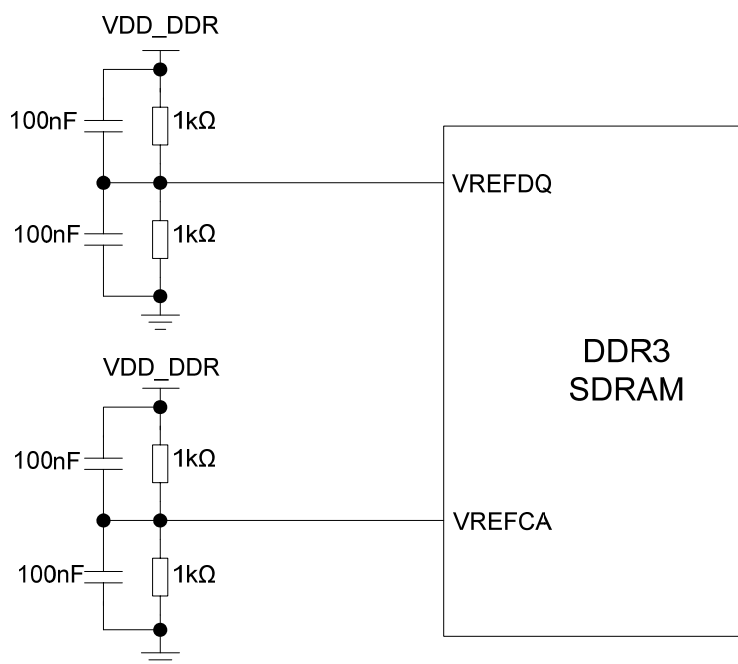 VDD_DDR
100nF
1kΩ
VREFDQ
100nF
1kΩ
VDD_DDR
DDR3
SDRAM
100nF
1kΩ
VREFCA
100nF
1kΩ